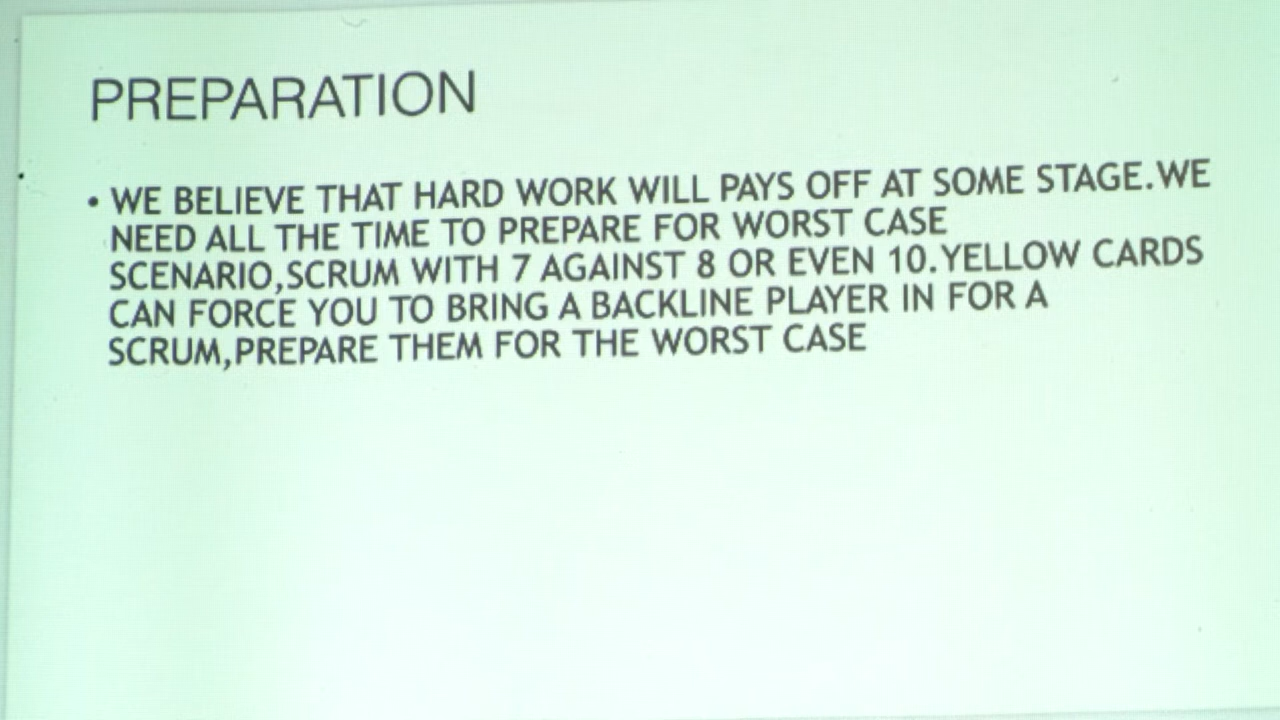 PREPARATION
• WE BELIEVE THAT HARD WORK WILL PAYS OFF AT SOME STAGE.WE
NEED ALL THE TIME TO PREPARE FOR WORST CASE
SCENARIO,SCRUM WITH 7 AGAINST 8 OR EVEN 10.YELLOW CARDS
CAN FORCE YOU TO BRING A BACKLINE PLAYER IN FOR A
SCRUM,PREPARE THEM FOR THE WORST CASE